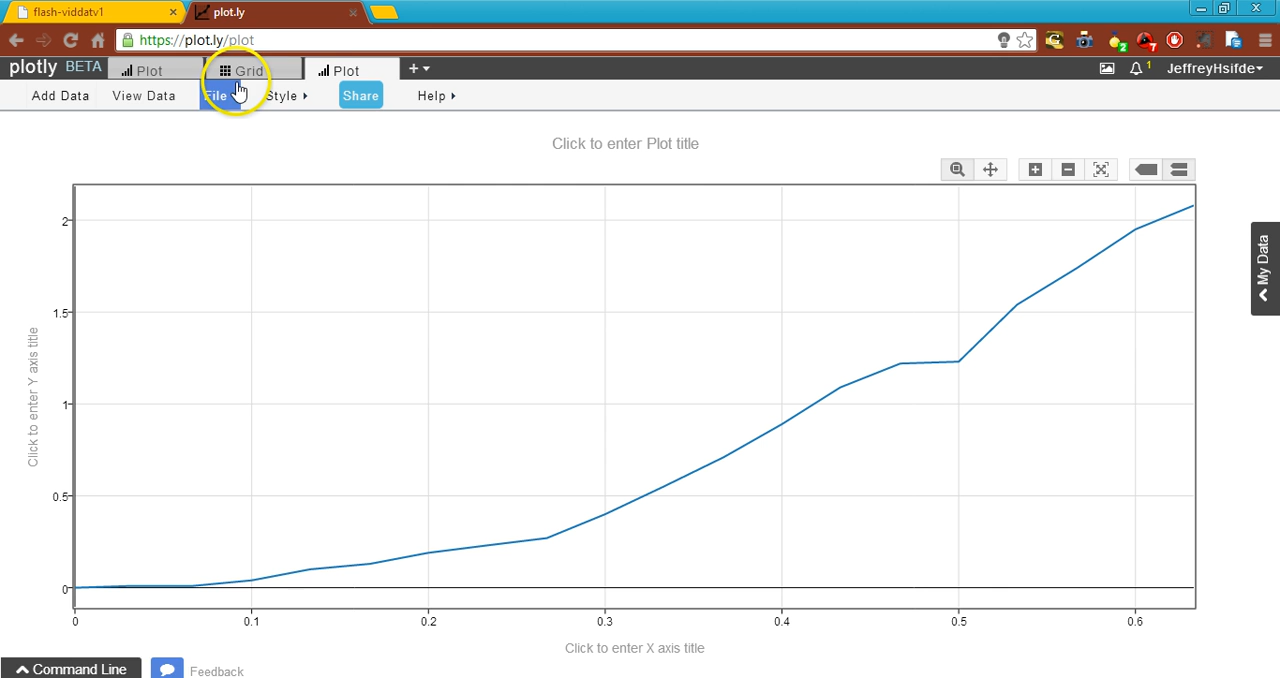 flash-viddatv1 × plot.ly ×
https://plot.ly/plot 2 7
plotly BETA Plot Grid Plot + 1 JeffreyHsifde
Add Data View Data File Style Share Help
Click to enter Plot title
My Data
Click to enter Y axis title
2
1.5
1
0.5
0
0 0.1 0.2 0.3 0.4 0.5 0.6
Click to enter X axis title
Command Line Feedback